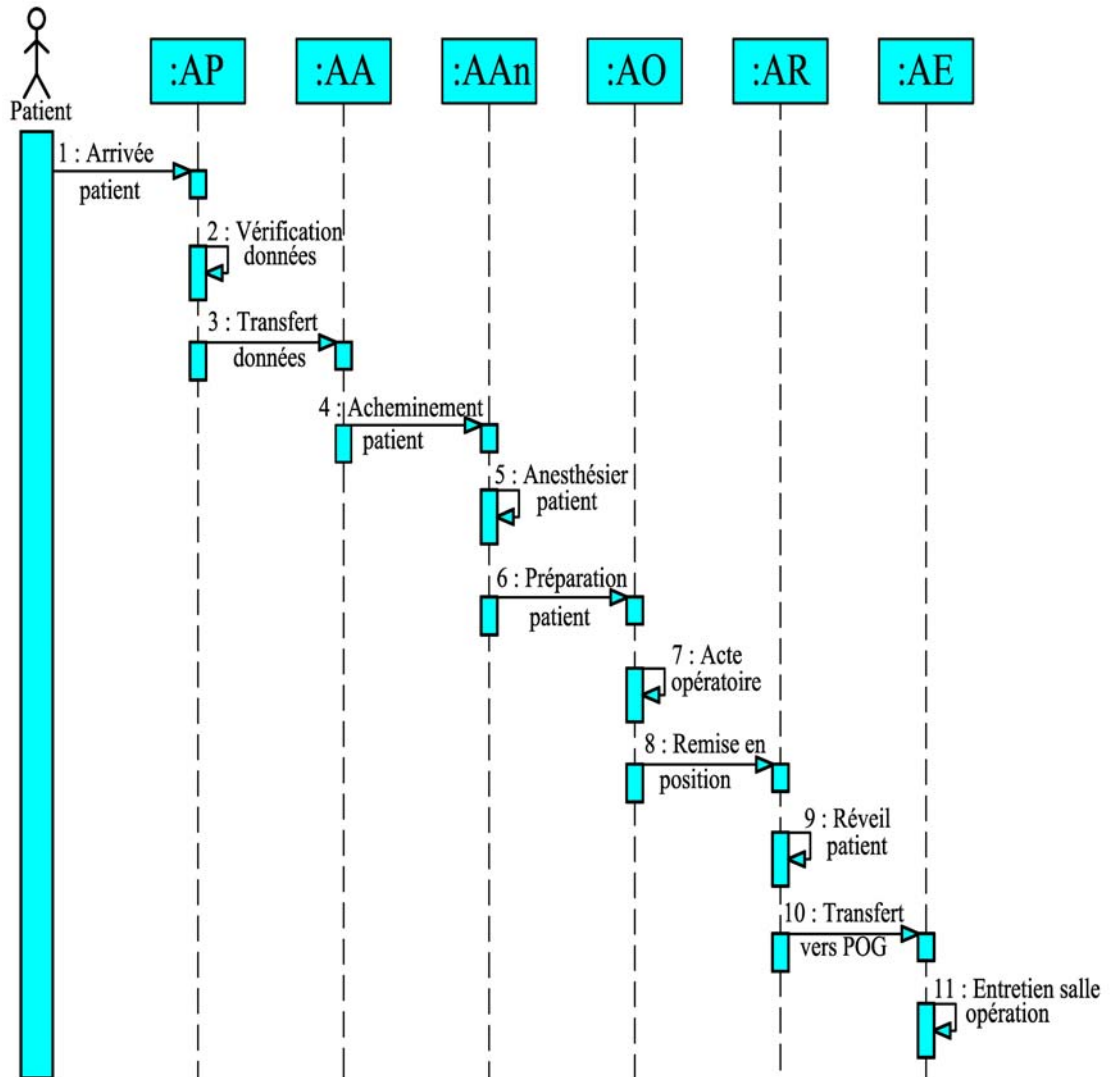 :AP
:AA
:AAn
:AO
:AR
:AE
Patient
1 : Arrivée
patient
2 : Vérification
données
3 : Transfert
données
4 : Acheminement
patient
5 : Anesthésier
patient
6 : Préparation
patient
7 : Acte
opératoire
8 : Remise en
position
9 : Réveil
patient
10 : Transfert
vers POG
11 : Entretien salle
opération